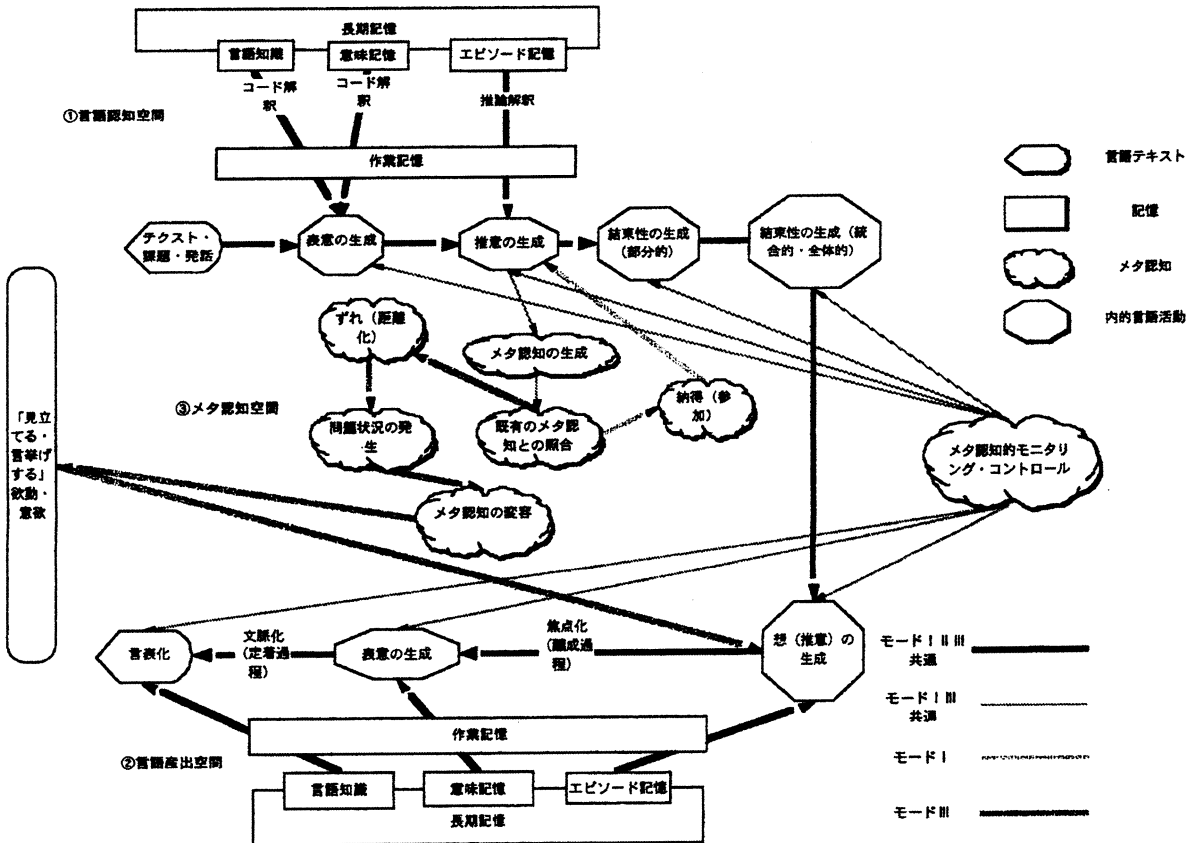 長期記憶
言語知識
意味記憶
エピソード記憶
コード解
釈
コード解
釈
推論解釈
①言語認知空間
作業記憶
テクスト・
課題・発話
表意の生成
推意の生成
結束性の生成
(部分的)
結束性の生成(統
合的・全体的)
言語テキスト
記憶
メタ認知
内的言語活動
ずれ(距離
化)
メタ認知の生成
③メタ認知空間
問題状況の発
生
既有のメタ認
知との照合
納得(参
加)
メタ認知の変容
メタ認知的モニタリ
ング・コントロール
「見立
てる・
言挙げ
する」
欲動・
意欲
言表化
文脈化
(定着過
程)
表意の生成
焦点化
(醸成過
程)
想(推意)の
生成
モードⅠⅡⅢ
共通
モードⅠⅢ
共通
モードⅠ
モードⅢ
作業記憶
②言語産出空間
言語知識
意味記憶
エピソード記憶
長期記憶